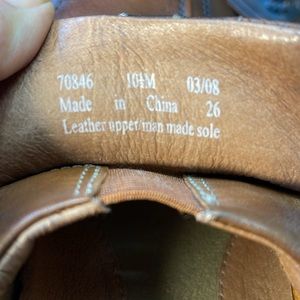 70846 10½M 03/08
Made in China 26
Leather upper/man made sole